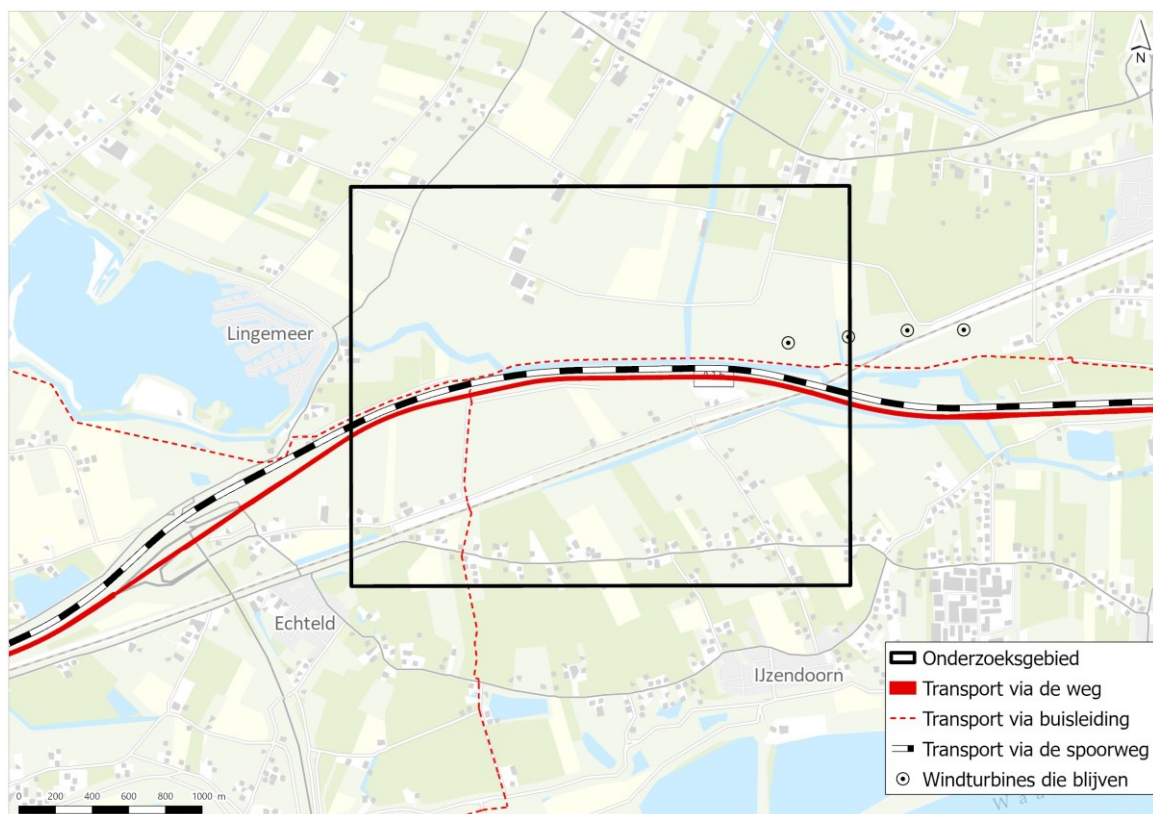 N
Lingemeer
A15
Echteld
IJzendoorn
Onderzoeksgebied
Transport via de weg
Transport via buisleiding
Transport via de spoorweg
Windturbines die blijven
0 200 400 600 800 1000 m